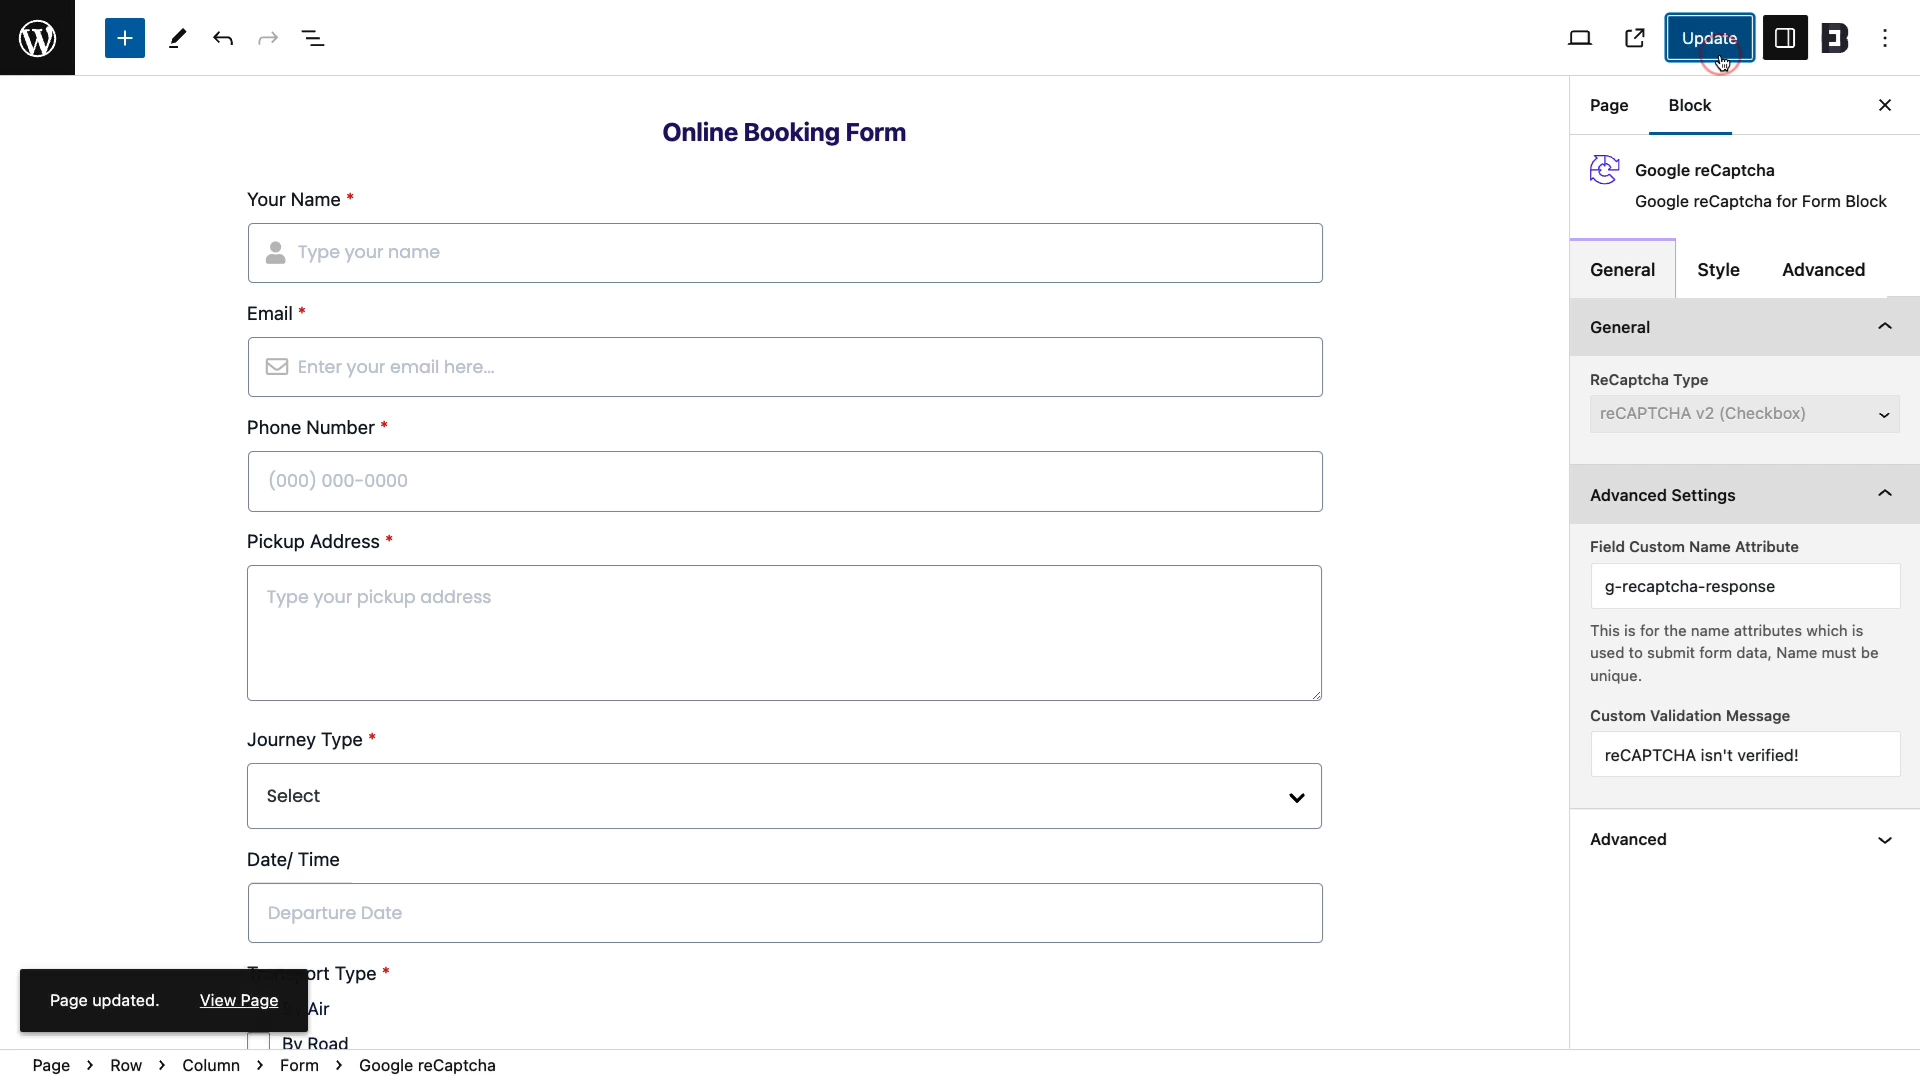 Update
Page Block
Online Booking Form
Google reCaptcha
Google reCaptcha for Form Block
Your Name *
Type your name
General Style Advanced
Email *
General
Enter your email here...
ReCaptcha Type
reCAPTCHA v2 (Checkbox)
Phone Number *
(000) 000-0000
Advanced Settings
Pickup Address *
Field Custom Name Attribute
Type your pickup address
g-recaptcha-response
This is for the name attributes which is
used to submit form data, Name must be
unique.
Custom Validation Message
Journey Type *
reCAPTCHA isn't verified!
Select
Advanced
Date/ Time
Departure Date
ort Type *
Page updated. View Page
Air
By Road
Page > Row > Column > Form > Google reCaptcha